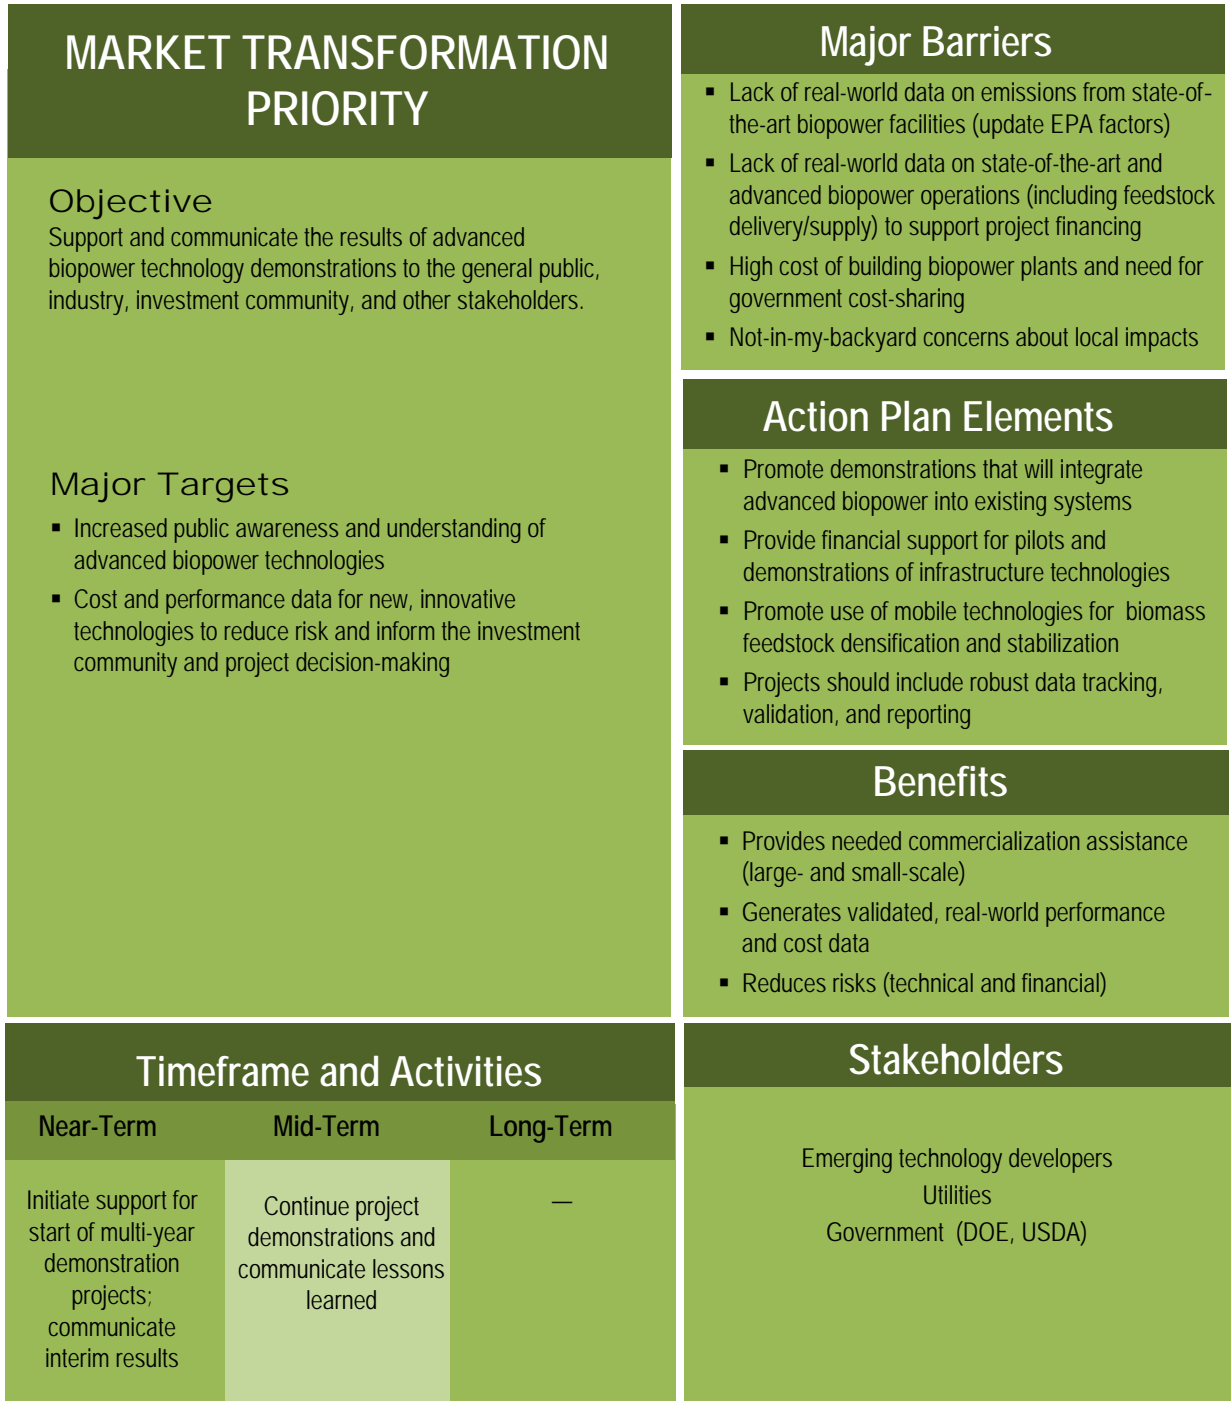 MARKET TRANSFORMATION
PRIORITY
Objective
Support and communicate the results of advanced
biopower technology demonstrations to the general public,
industry, investment community, and other stakeholders.
Major Targets
▪ Increased public awareness and understanding of
advanced biopower technologies
▪ Cost and performance data for new, innovative
technologies to reduce risk and inform the investment
community and project decision-making
Major Barriers
▪ Lack of real-world data on emissions from state-of-
the-art biopower facilities (update EPA factors)
▪ Lack of real-world data on state-of-the-art and
advanced biopower operations (including feedstock
delivery/supply) to support project financing
▪ High cost of building biopower plants and need for
government cost-sharing
▪ Not-in-my-backyard concerns about local impacts
Action Plan Elements
▪ Promote demonstrations that will integrate
advanced biopower into existing systems
▪ Provide financial support for pilots and
demonstrations of infrastructure technologies
▪ Promote use of mobile technologies for biomass
feedstock densification and stabilization
▪ Projects should include robust data tracking,
validation, and reporting
Benefits
▪ Provides needed commercialization assistance
(large- and small-scale)
▪ Generates validated, real-world performance
and cost data
▪ Reduces risks (technical and financial)
Timeframe and Activities
Near-Term
Initiate support for
start of multi-year
demonstration
projects;
communicate
interim results
Mid-Term
Continue project
demonstrations and
communicate lessons
learned
Long-Term
—
Stakeholders
Emerging technology developers
Utilities
Government (DOE, USDA)